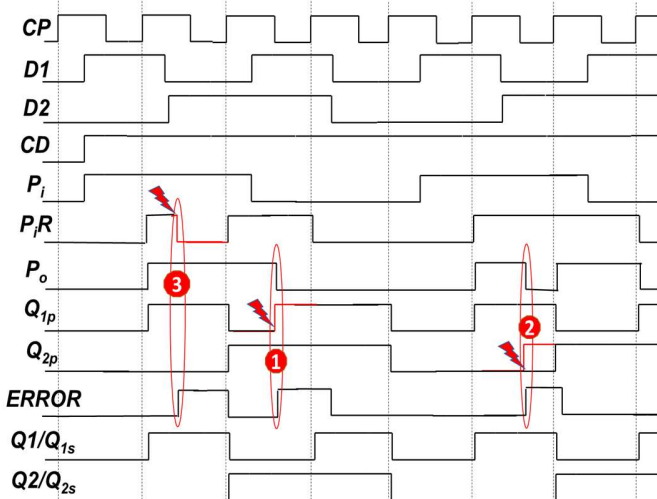 CP
D1
D2
CD
Pi
PiR
Po
3
Q1p
2
1
Q2p
ERROR
Q1/Q1s
Q2/Q2s